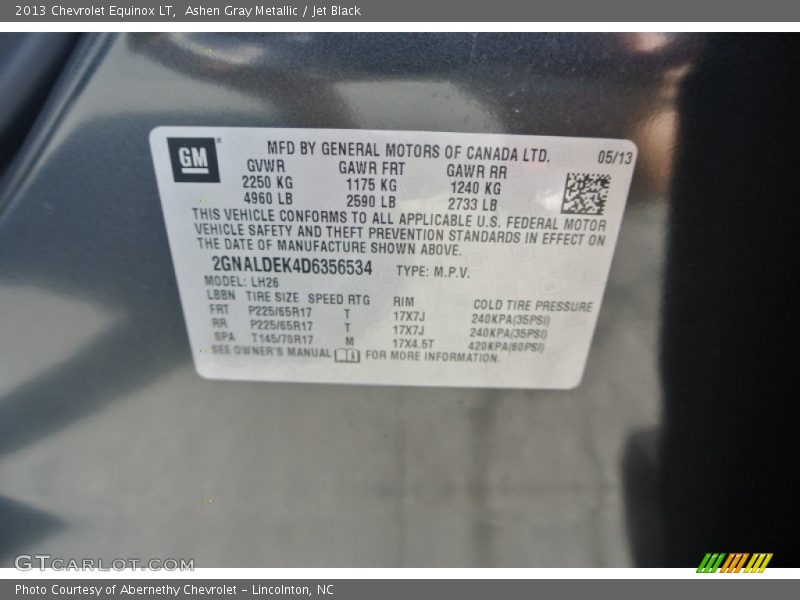 2013 Chevrolet Equinox LT,  Ashen Gray Metallic / Jet Black
GM
MFD BY GENERAL MOTORS OF CANADA LTD. 05/13
GVWR GAWR FRT GAWR RR
2250 KG 1175 KG 1240 KG
4960 LB 2590 LB 2733 LB
THIS VEHICLE CONFORMS TO ALL APPLICABLE U.S. FEDERAL MOTOR
VEHICLE SAFETY AND THEFT PREVENTION STANDARDS IN EFFECT ON
THE DATE OF MANUFACTURE SHOWN ABOVE.
2GNALDEK4D6356534 TYPE: M.P.V.
MODEL: LH26
LBBN TIRE SIZE SPEED RTG RIM COLD TIRE PRESSURE
FRT P225/65R17 T 17X7J 240KPA(35PSI)
RR P225/65R17 T 17X7J 240KPA(35PSI)
SPA T145/70R17 M 17X4.5T 420KPA(60PSI)
SEE OWNER'S MANUAL FOR MORE INFORMATION.
GTCARLOT.COM
Photo Courtesy of Abernethy Chevrolet – Lincolnton, NC